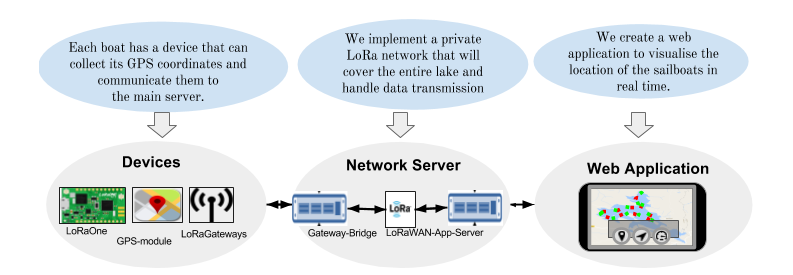 Each boat has a device that can
collect its GPS coordinates and
communicate them to
the main server.
We implement a private
LoRa network that will
cover the entire lake and
handle data transmission
We create a web
application to visualise the
location of the sailboats in
real time.
Devices
Network Server
Web Application
LoRaOne
GPS-module
LoRaGateways
LoRa
Gateway-Bridge
LoRaWAN-App-Server